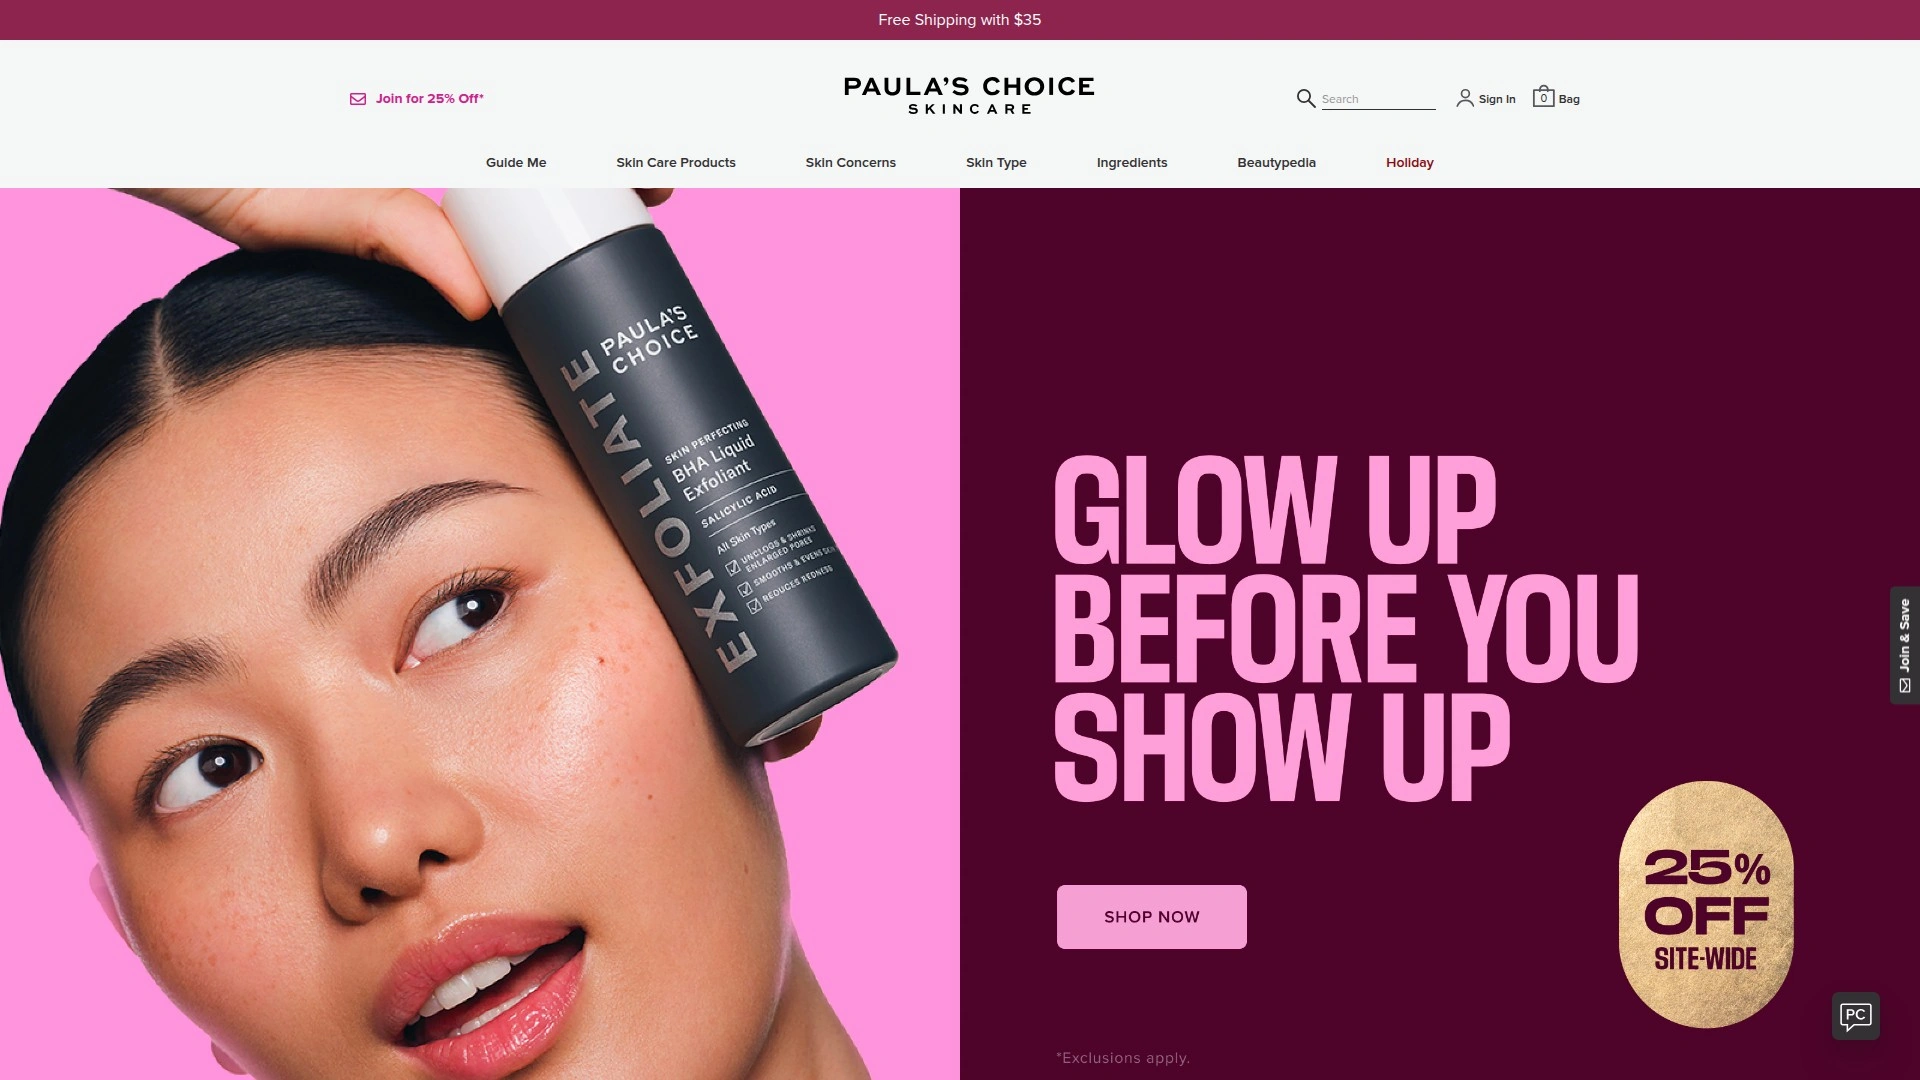 Free Shipping with $35
Join for 25% Off*
PAULA'S CHOICE
SKINCARE
Search
Sign In
0
Bag
Guide Me
Skin Care Products
Skin Concerns
Skin Type
Ingredients
Beautypedia
Holiday
EXFOLIATE
PAULA'S
CHOICE
SKIN PERFECTING
BHA Liquid
Exfoliant
SALICYLIC ACID
All Skin Types
UNCLOGS & SHRINKS
ENLARGED PORES
SMOOTHS & EVENS SKIN
REDUCES REDNESS
GLOW UP
BEFORE YOU
SHOW UP
SHOP NOW
25%
OFF
SITE-WIDE
*Exclusions apply.
Join & Save
PC